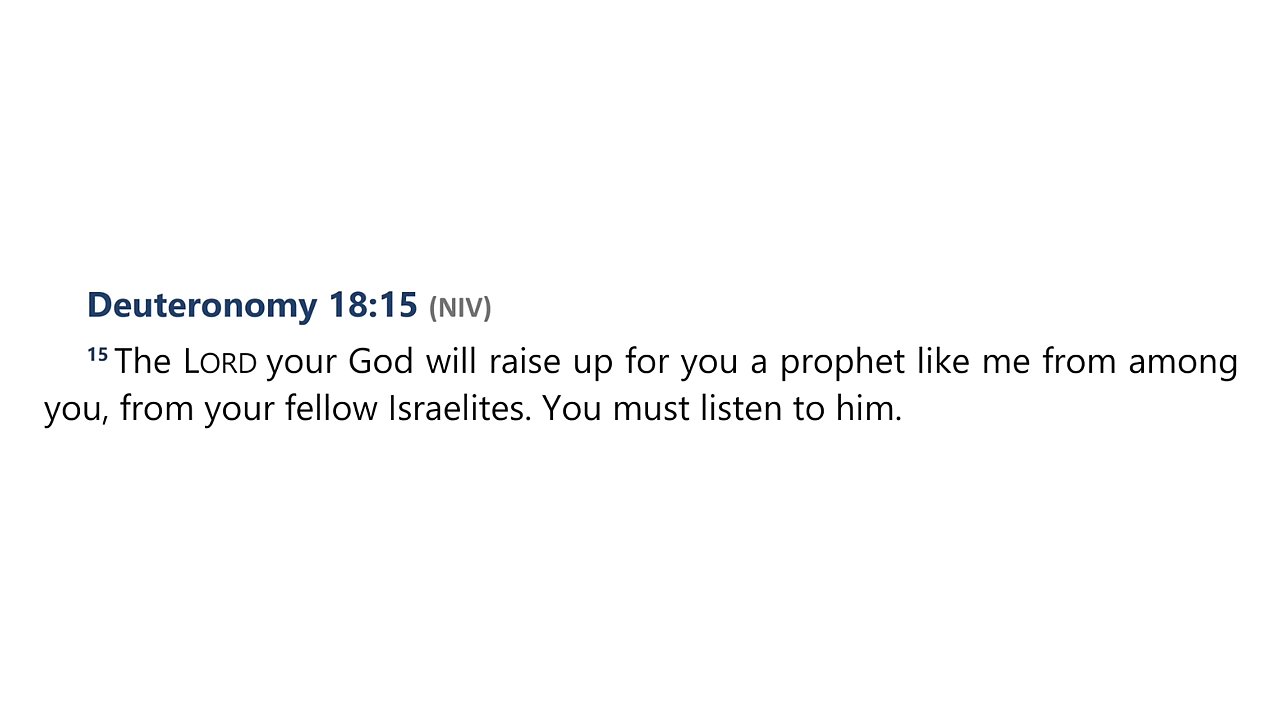 Deuteronomy 18:15 (NIV)
15 The LORD your God will raise up for you a prophet like me from among
you, from your fellow Israelites. You must listen to him.